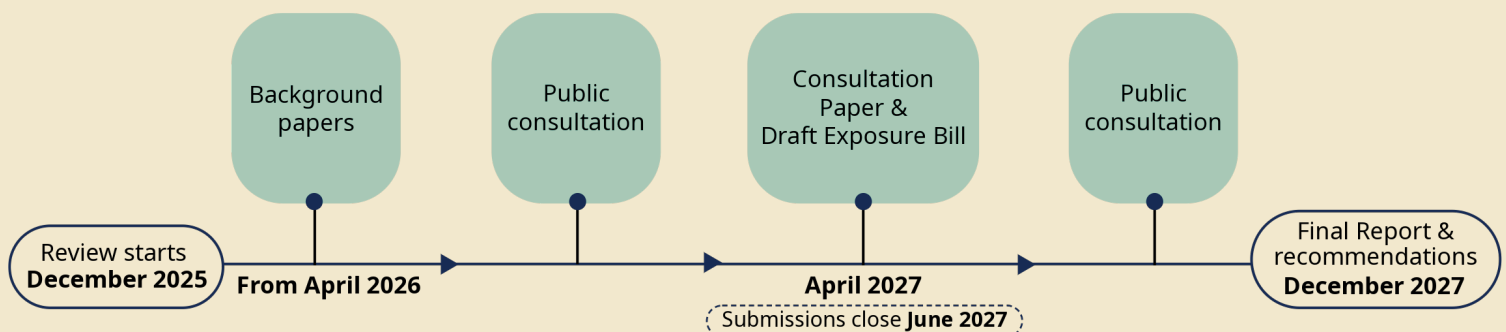 Review starts
December 2025
Background
papers
From April 2026
Public
consultation
Consultation
Paper &
Draft Exposure Bill
April 2027
Submissions close June 2027
Public
consultation
Final Report &
recommendations
December 2027